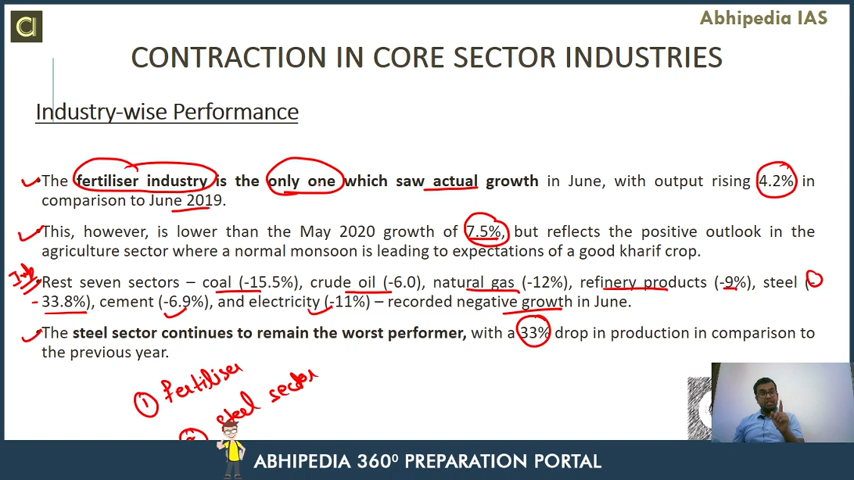 Abhipedia IAS
CONTRACTION IN CORE SECTOR INDUSTRIES
Industry-wise Performance
The fertiliser industry is the only one which saw actual growth in June, with output rising 4.2% in
comparison to June 2019.
This, however, is lower than the May 2020 growth of 7.5%, but reflects the positive outlook in the
agriculture sector where a normal monsoon is leading to expectations of a good kharif crop.
Imp
Rest seven sectors – coal (-15.5%), crude oil (-6.0), natural gas (-12%), refinery products (-9%), steel (-
33.8%), cement (-6.9%), and electricity (-11%) – recorded negative growth in June.
The steel sector continues to remain the worst performer, with a 33% drop in production in comparison to
the previous year.
① Fertiliser
② Steel sector
ABHIPEDIA 360⁰ PREPARATION PORTAL